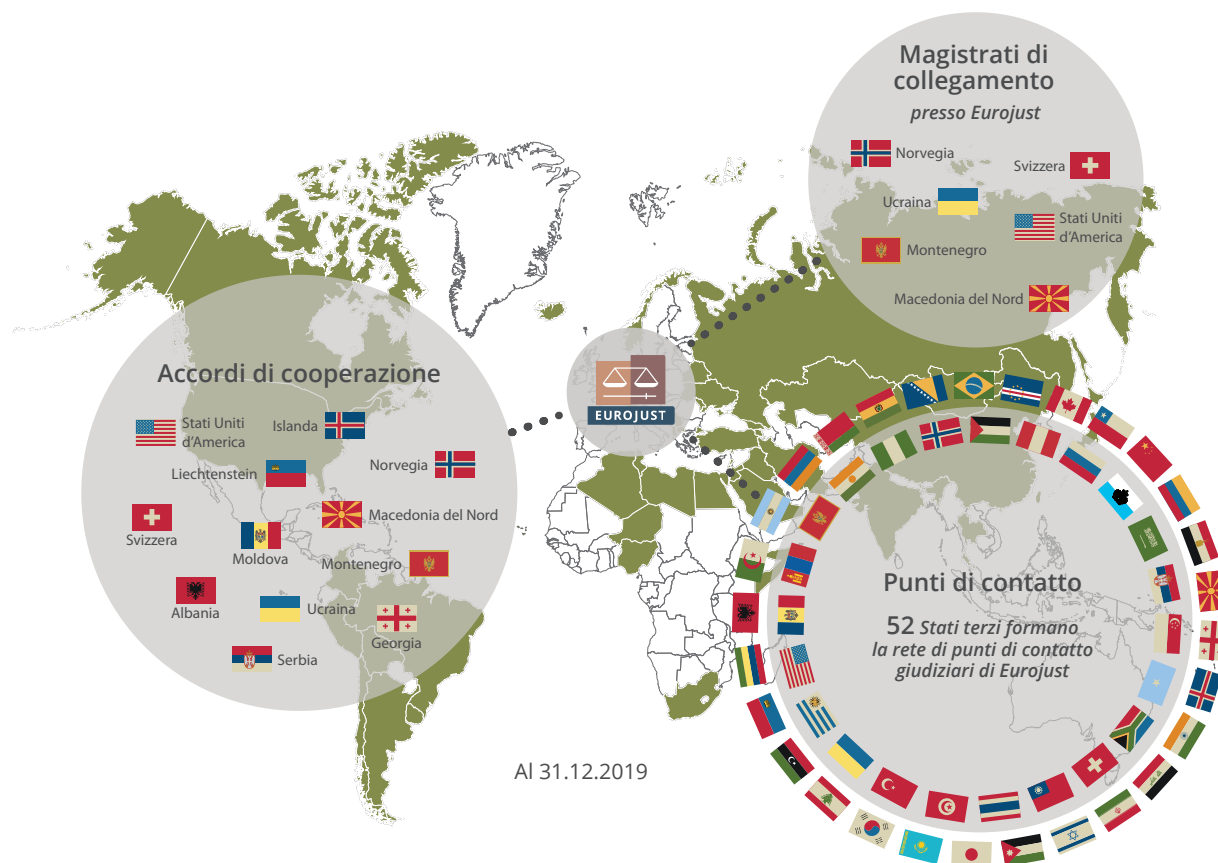 Magistrati di
collegamento
presso Eurojust
Norvegia
Svizzera
Ucraina
Stati Uniti
d'America
Montenegro
Macedonia del Nord
Accordi di cooperazione
Stati Uniti
d'America
Islanda
Liechtenstein
Norvegia
Svizzera
Macedonia del Nord
Moldova
Montenegro
Albania
Ucraina
Georgia
Serbia
EUROJUST
Punti di contatto
52 Stati terzi formano
la rete di punti di contatto
giudiziari di Eurojust
Al 31.12.2019